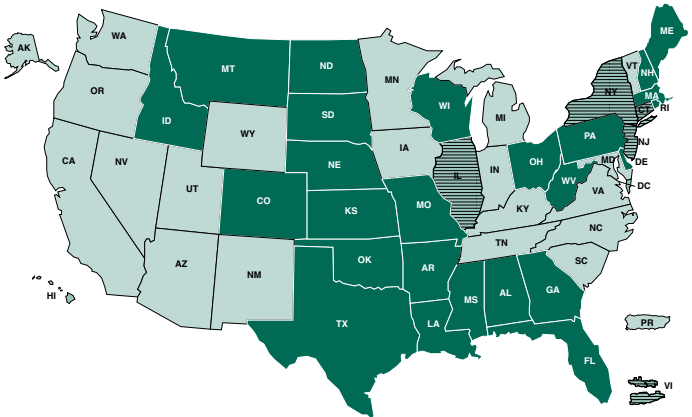 ME
AK
WA
VT
NH
MT
ND
MN
OR
NY
MA
SD
WI
CT
RI
ID
MI
WY
PA
NJ
IA
CA
NV
NE
OH
MD
DE
IL
IN
UT
WV
DC
VA
CO
KS
MO
KY
NC
TN
OK
SC
AZ
NM
AR
HI
MS
AL
GA
TX
LA
PR
FL
VI